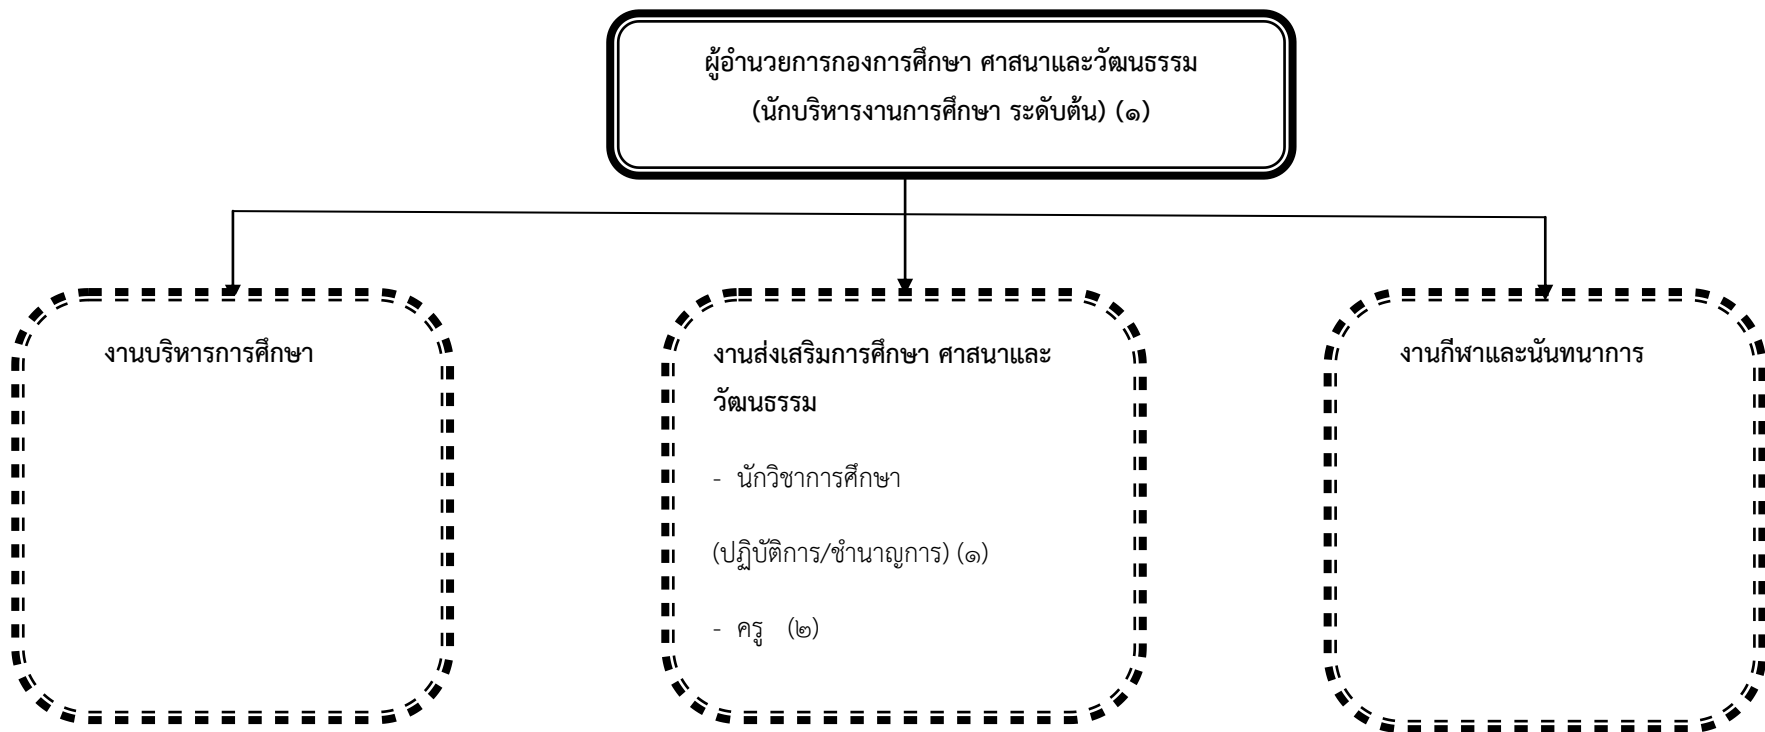 ผู้อำนวยการกองการศึกษา ศาสนาและวัฒนธรรม
(นักบริหารงานการศึกษา ระดับต้น) (๑)
งานบริหารการศึกษา
งานส่งเสริมการศึกษา ศาสนาและ
วัฒนธรรม
- นักวิชาการศึกษา
(ปฏิบัติการ/ชำนาญการ) (๑)
- ครู (๒)
งานกีฬาและนันทนาการ